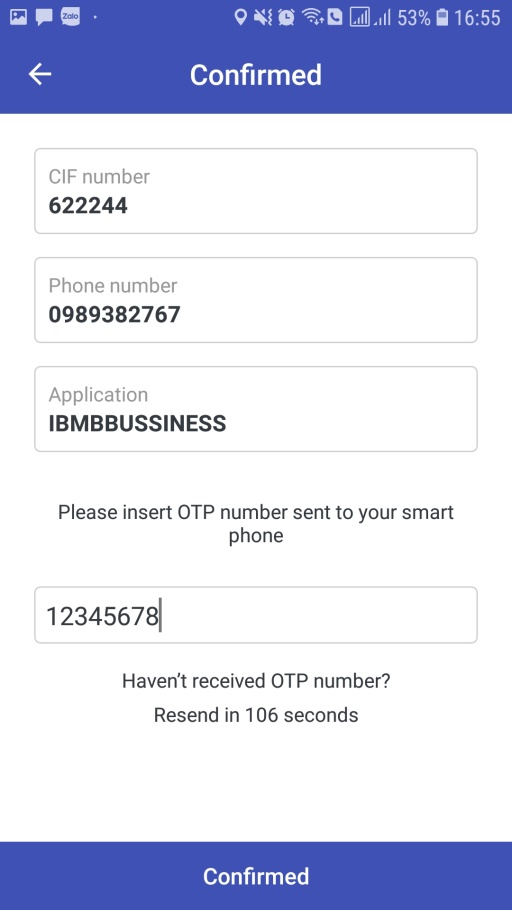 Zalo
53% 16:55
Confirmed
CIF number
622244
Phone number
0989382767
Application
IBMBBUSSINESS
Please insert OTP number sent to your smart
phone
12345678
Haven't received OTP number?
Resend in 106 seconds
Confirmed